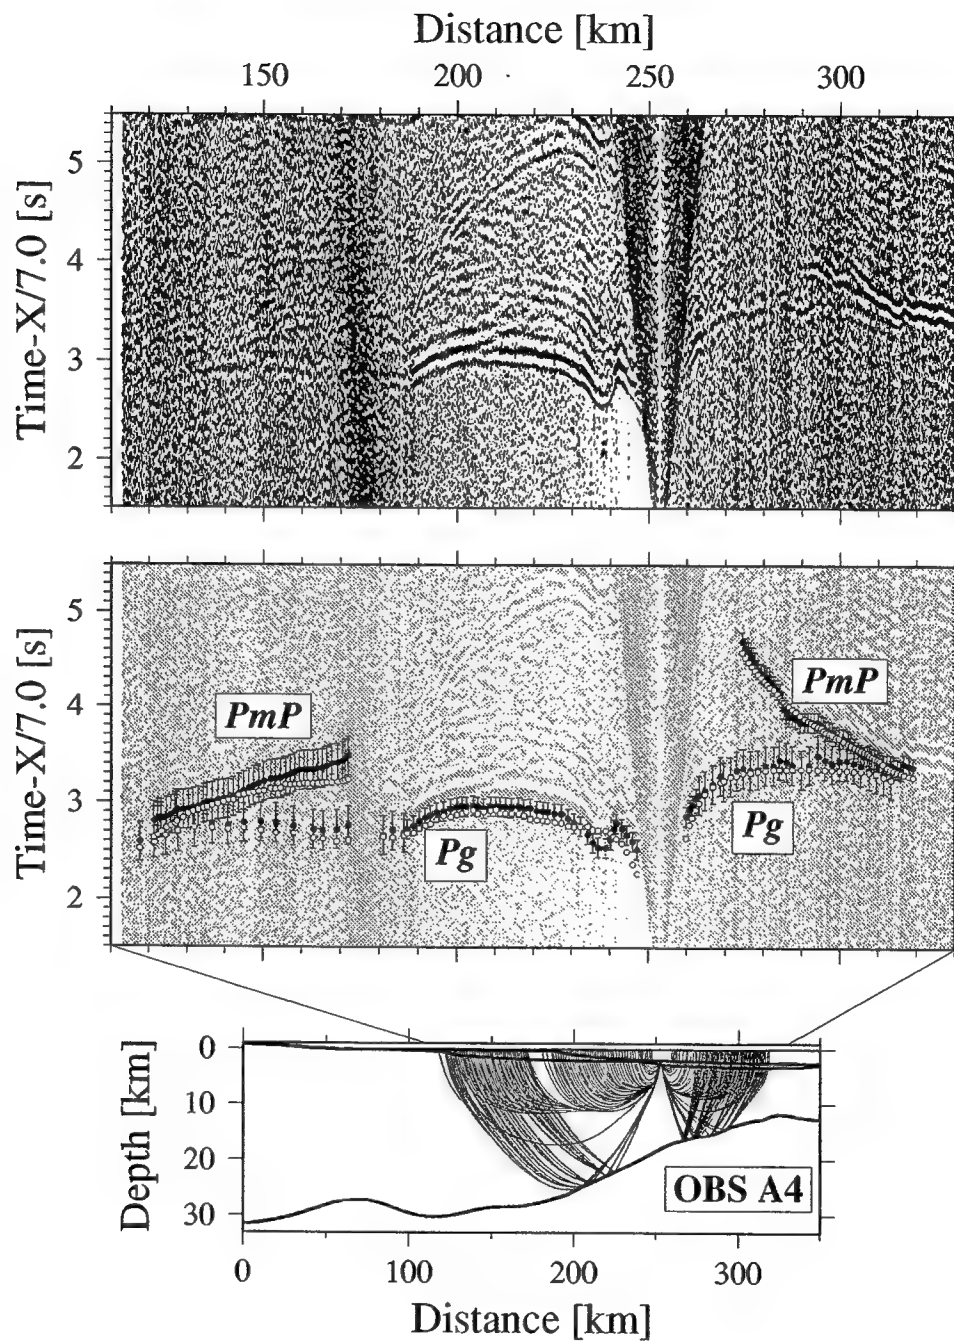 Distance [km]
150 200 250 300
Time-X/7.0 [s]
5
4
3
2
Time-X/7.0 [s]
5
4
3
2
PmP
PmP
Pg
Pg
Depth [km]
0
10
20
30
OBS A4
0 100 200 300
Distance [km]